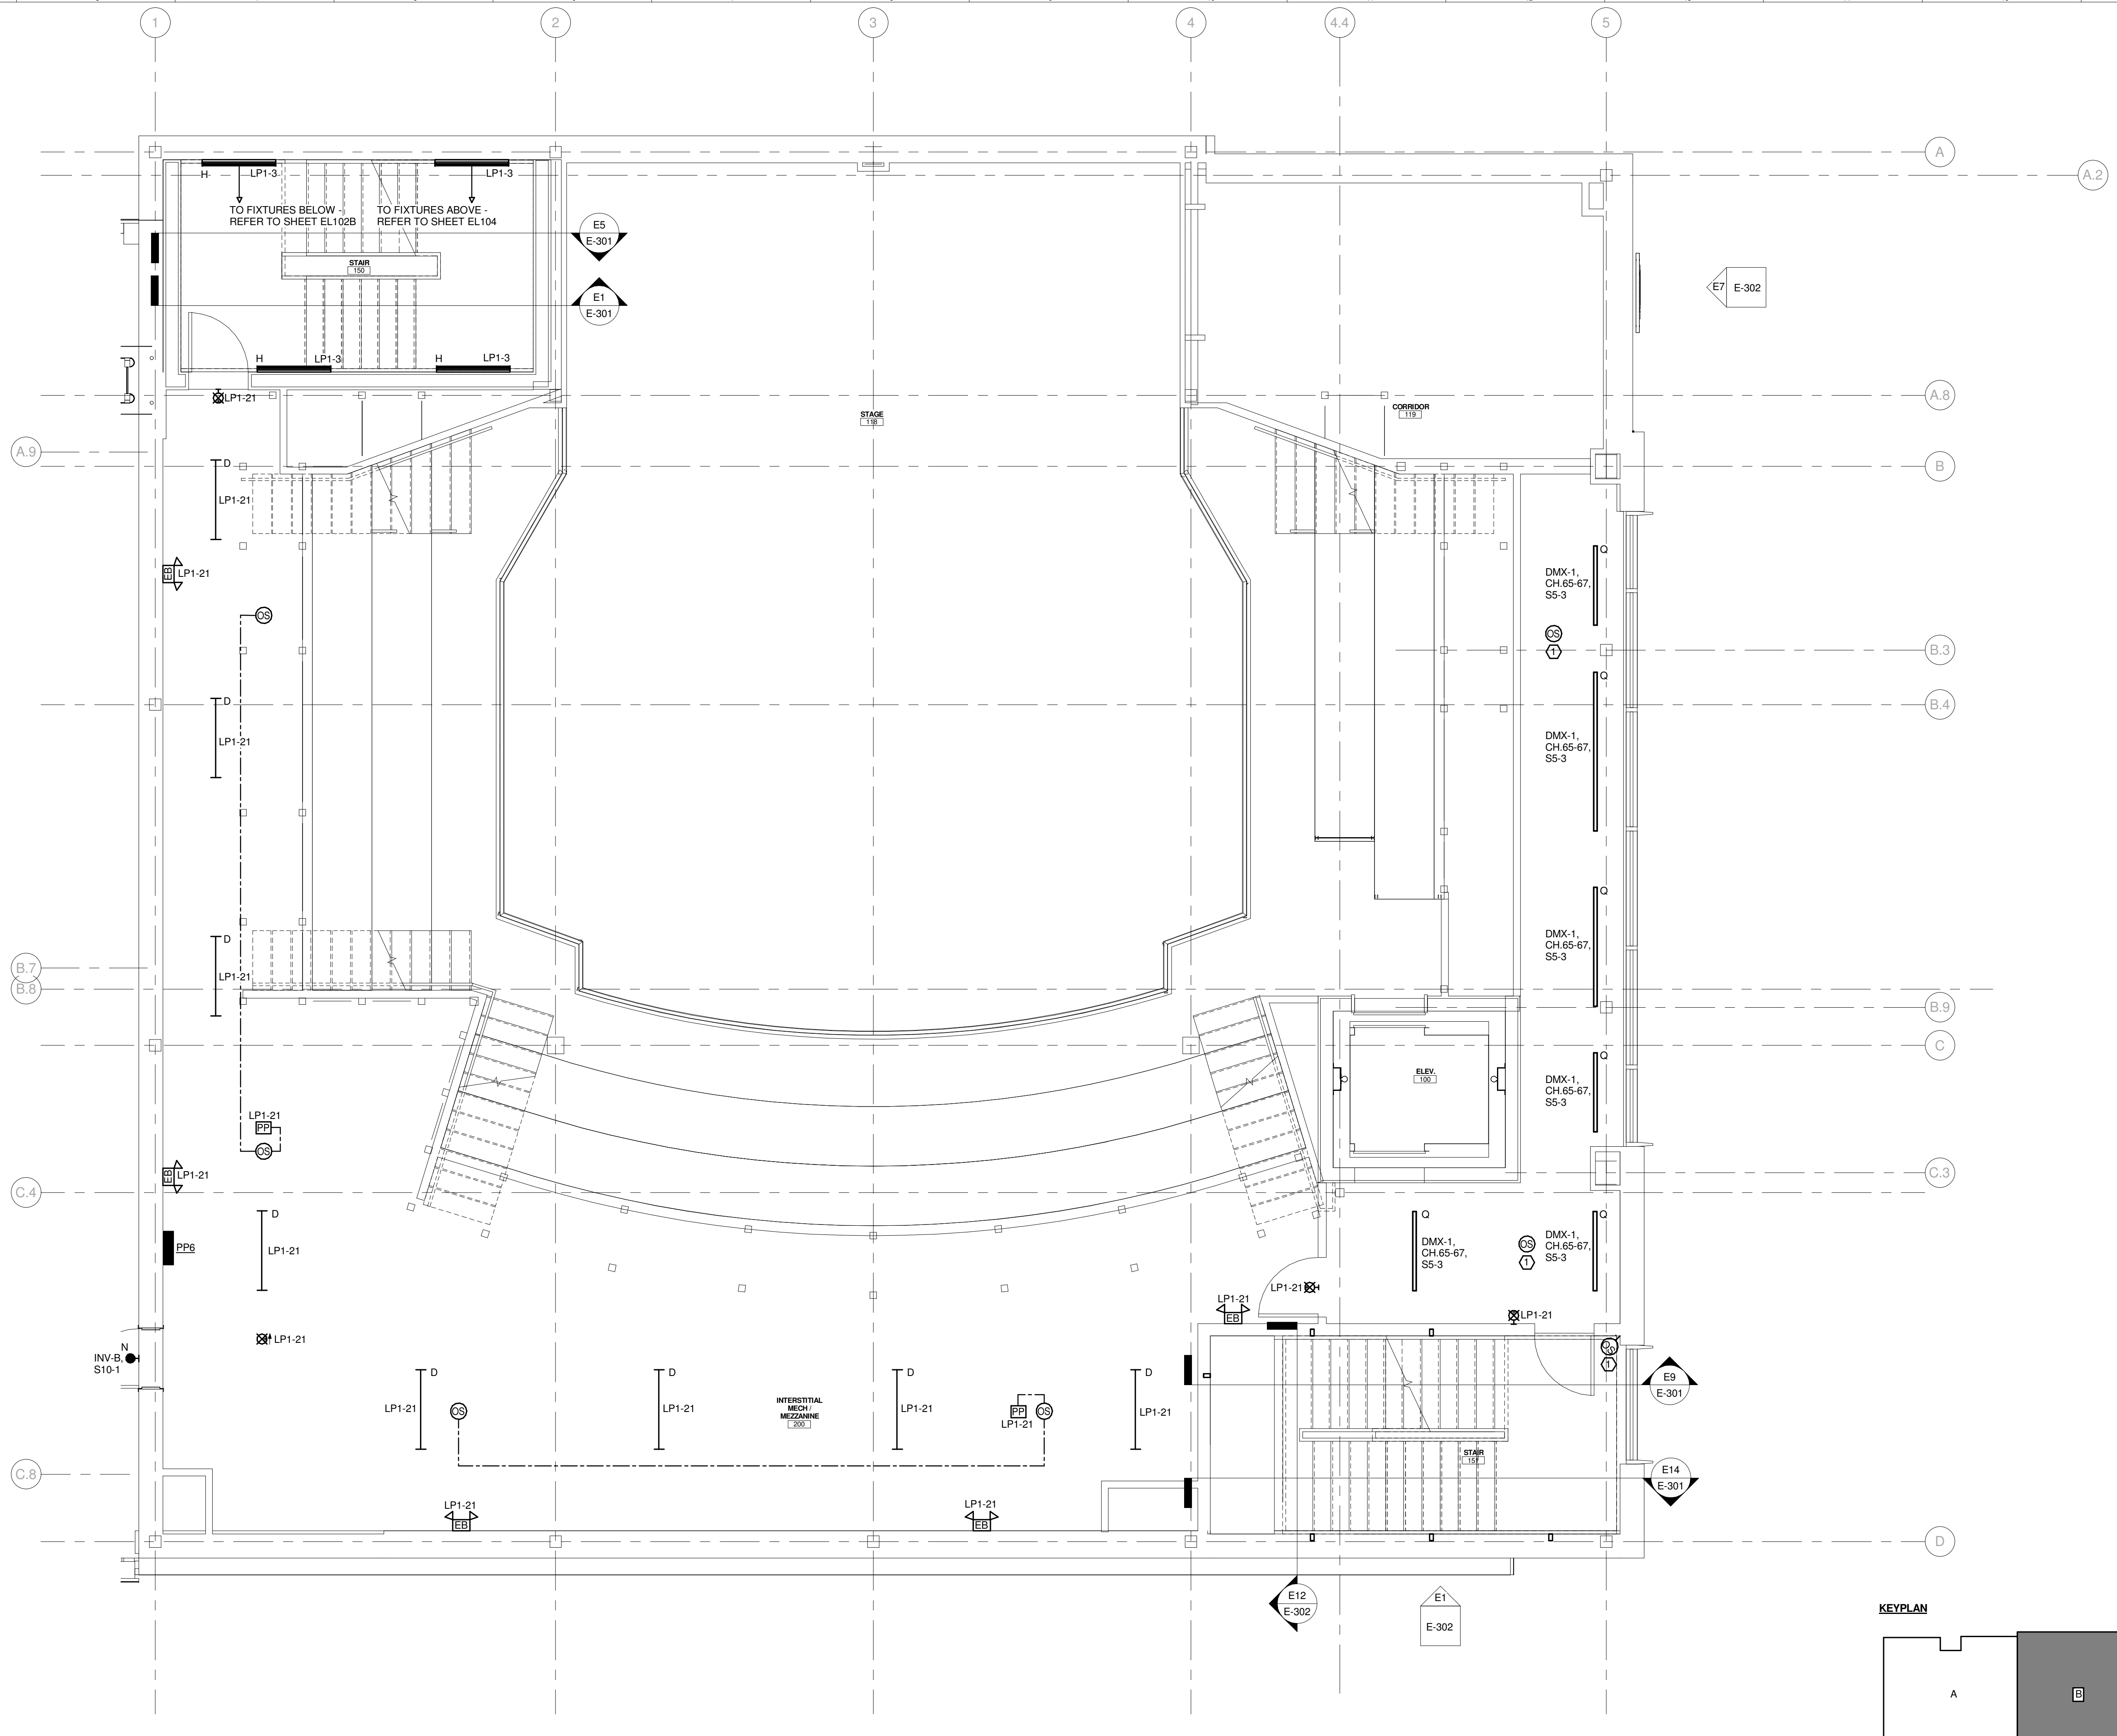 1
2
3
4
4.4
5
A
A.2
H
LP1-3
LP1-3
TO FIXTURES BELOW -
REFER TO SHEET EL102B
TO FIXTURES ABOVE -
REFER TO SHEET EL104
E5
E-301
STAIR
150
E1
E-301
E7
E-302
H
LP1-3
H
LP1-3
LP1-21
A.8
STAGE
118
CORRIDOR
119
A.9
D
LP1-21
B
EB
LP1-21
Q
DMX-1,
CH.65-67,
S5-3
OS
OS
1
B.3
D
LP1-21
Q
DMX-1,
CH.65-67,
S5-3
B.4
Q
DMX-1,
CH.65-67,
S5-3
D
LP1-21
B.7
B.8
B.9
C
Q
DMX-1,
CH.65-67,
S5-3
ELEV.
100
LP1-21
PP
OS
EB
LP1-21
C.3
C.4
D
LP1-21
PP6
Q
DMX-1,
CH.65-67,
S5-3
OS
1
Q
DMX-1,
CH.65-67,
S5-3
LP1-21
LP1-21
EB
LP1-21
LP1-21
N
INV-B,
S10-1
OS
1
D
LP1-21
OS
D
LP1-21
D
LP1-21
INTERSTITIAL
MECH /
MEZZANINE
200
PP
OS
LP1-21
D
LP1-21
E9
E-301
STAIR
151
C.8
E14
E-301
LP1-21
EB
LP1-21
EB
D
E12
E-302
E1
E-302
KEYPLAN
A
B